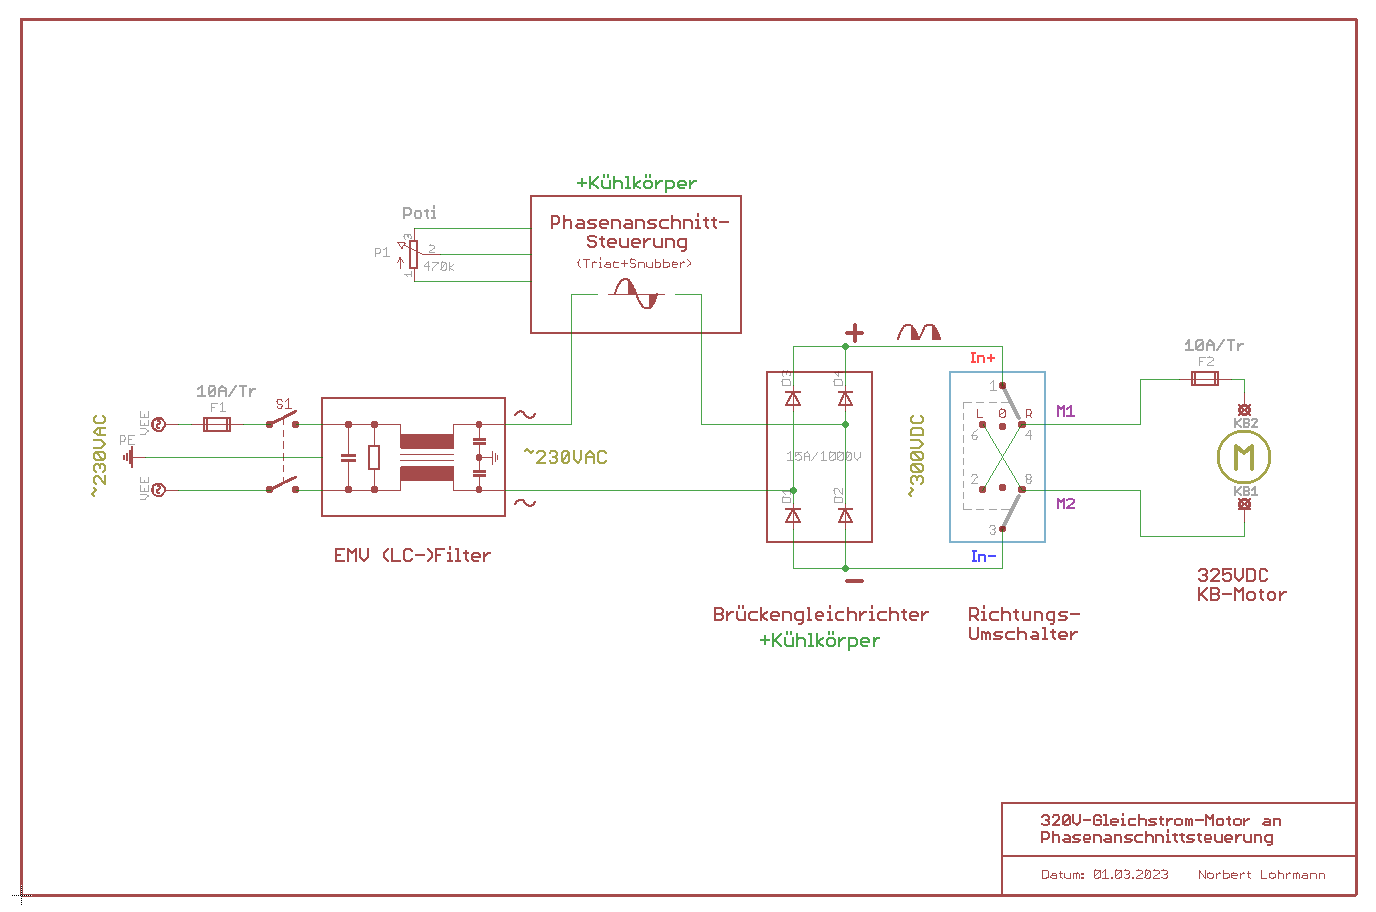 +Kühlkörper
Phasenanschnitt-
Steuerung
(Triac+Snubber)
Poti
P1
3
2
1
470k
+
In+
10A/Tr
F2
10A/Tr
F1
S1
~230VAC
VEE
PE
VEE
~230VAC
EMV (LC-)Filter
D3
D4
15A/1000V
D1
D2
-
~300VDC
1
L 0 R
6
4
2
8
3
M1
M2
In-
KB2
M
KB1
325VDC
KB-Motor
Brückengleichrichter
+Kühlkörper
Richtungs-
Umschalter
320V-Gleichstrom-Motor an
Phasenanschnittsteuerung
Datum: 01.03.2023 Norbert Lohrmann